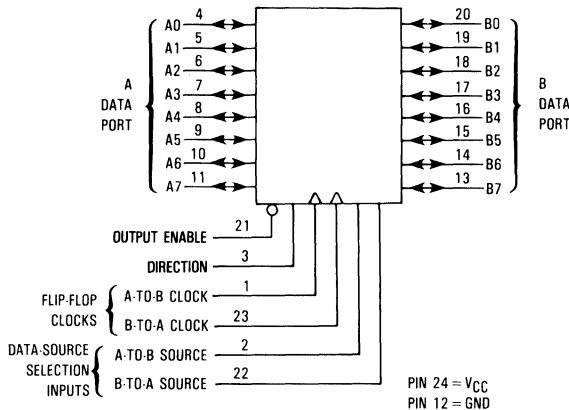 A0 4
A1 5
A2 6
A3 7
A4 8
A5 9
A6 10
A7 11
A
DATA
PORT
20 B0
19 B1
18 B2
17 B3
16 B4
15 B5
14 B6
13 B7
B
DATA
PORT
OUTPUT ENABLE 21
DIRECTION 3
FLIP-FLOP
CLOCKS
A-TO-B CLOCK 1
B-TO-A CLOCK 23
DATA-SOURCE
SELECTION
INPUTS
A-TO-B SOURCE 2
B-TO-A SOURCE 22
PIN 24 = VCC
PIN 12 = GND